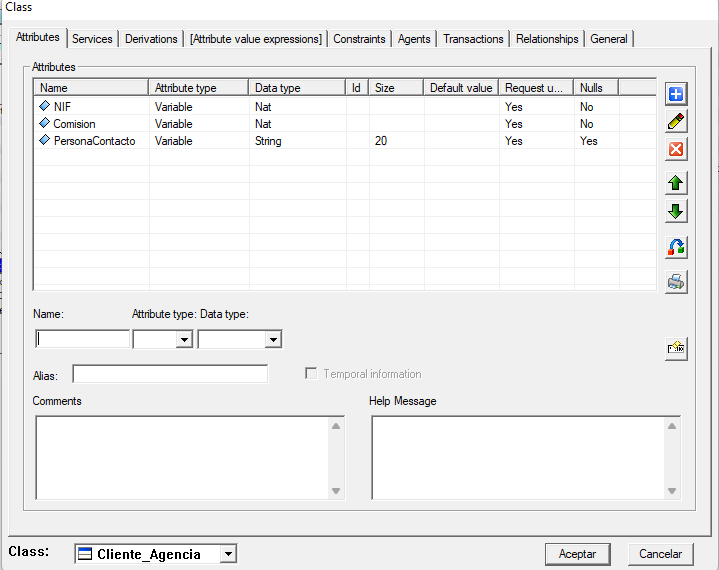 Class
Attributes Services Derivations [Attribute value expressions] Constraints Agents Transactions Relationships General
Attributes
Name Attribute type Data type Id Size Default value Request u... Nulls
NIF Variable Nat Yes No
Comision Variable Nat Yes No
PersonaContacto Variable String 20 Yes Yes
Name: Attribute type: Data type:
Alias: Temporal information
Comments Help Message
Class: Cliente_Agencia Aceptar Cancelar